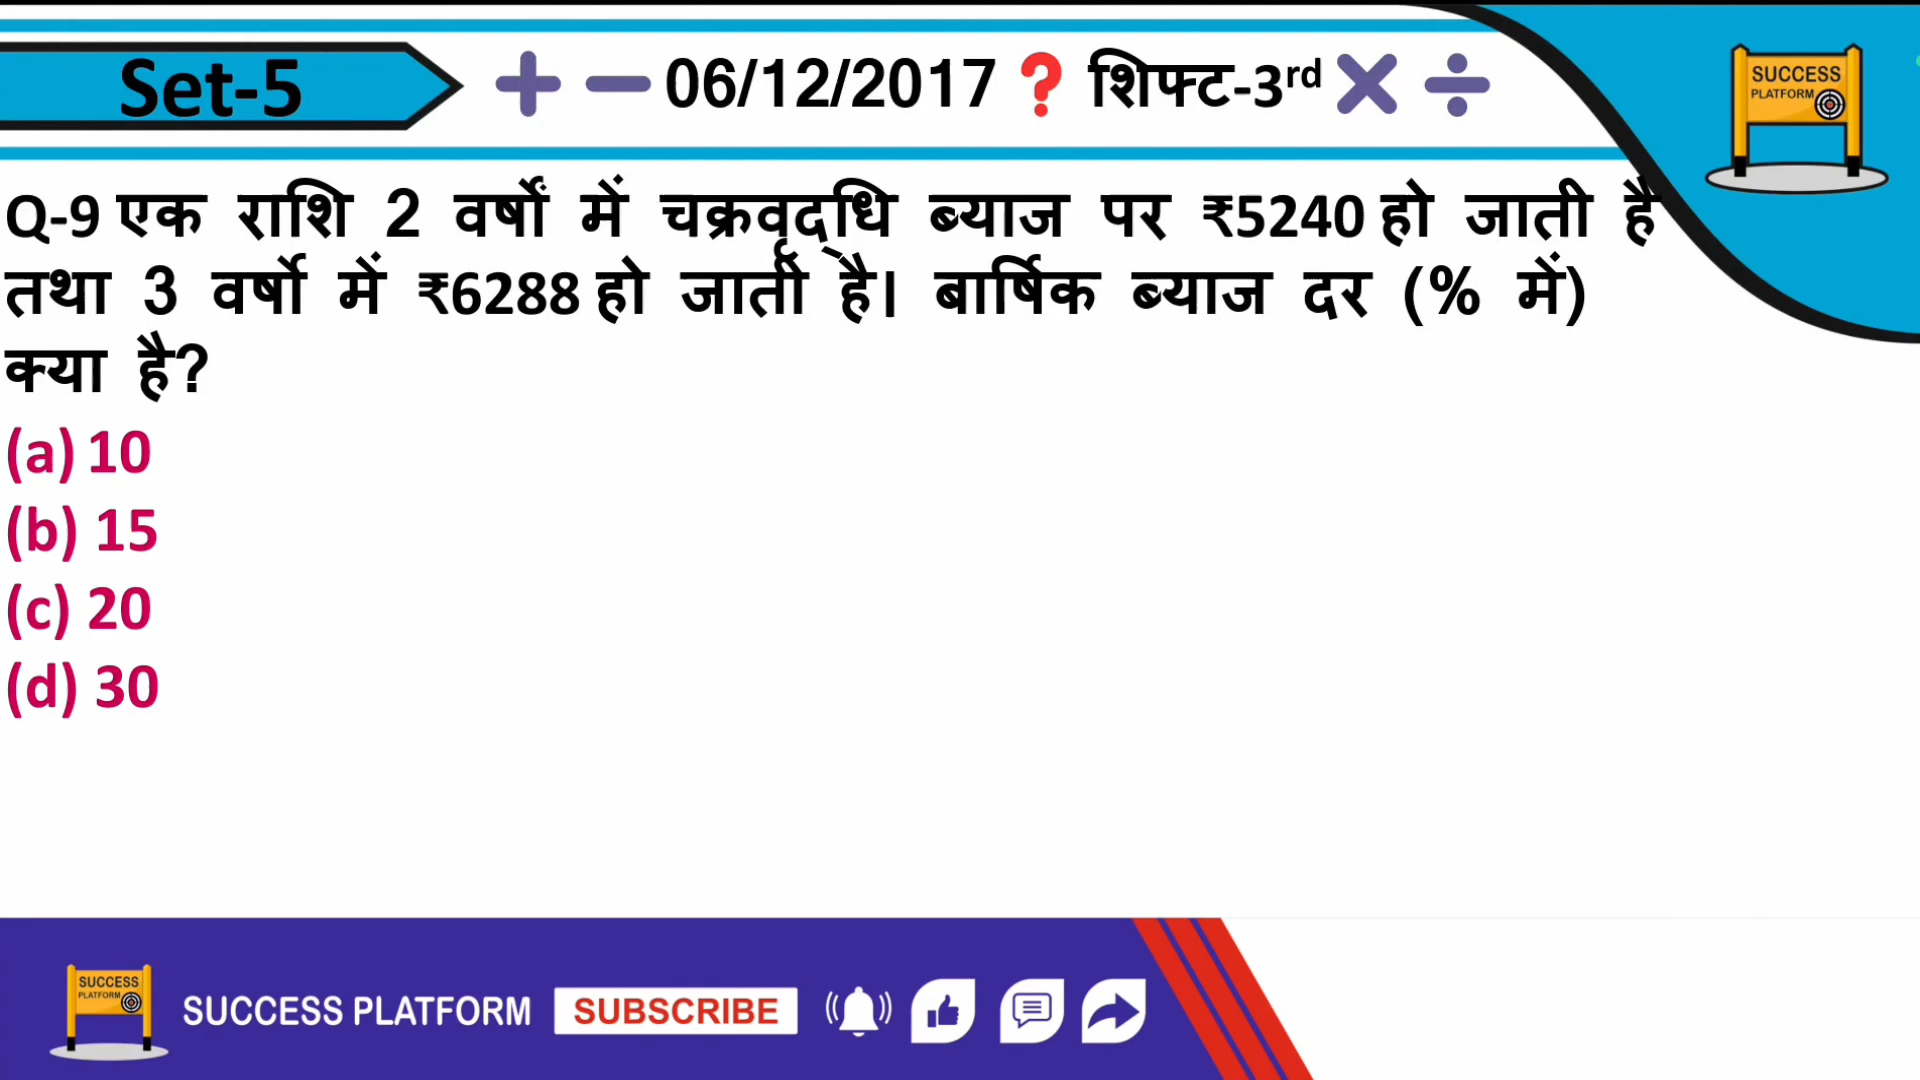 Set-5
+ − 06/12/2017 ❓ शिफ्ट-3rd × ÷
SUCCESS
PLATFORM
Q-9 एक राशि 2 वर्षों में चक्रवृद्धि ब्याज पर ₹5240 हो जाती है
तथा 3 वर्षो में ₹6288 हो जाती है। बार्षिक ब्याज दर (% में)
क्या है?
(a) 10
(b) 15
(c) 20
(d) 30
SUCCESS
PLATFORM
SUCCESS PLATFORM SUBSCRIBE